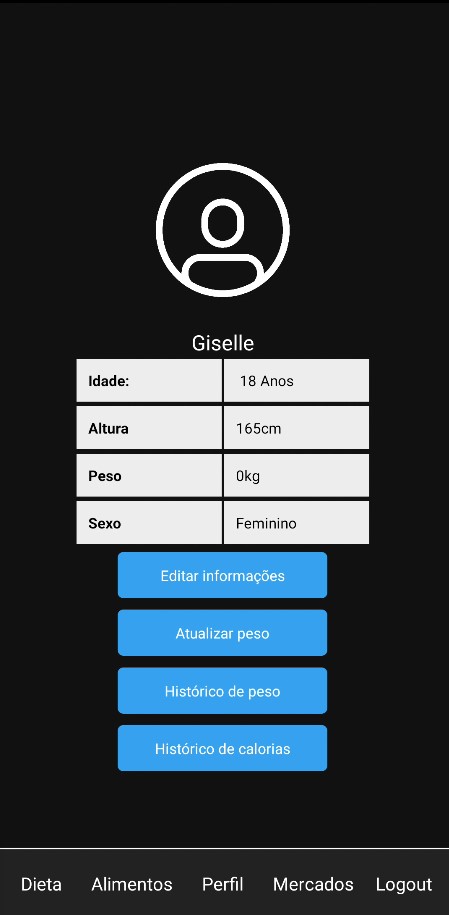 Giselle
Idade: 18 Anos
Altura 165cm
Peso 0kg
Sexo Feminino
Editar informações
Atualizar peso
Histórico de peso
Histórico de calorias
Dieta Alimentos Perfil Mercados Logout